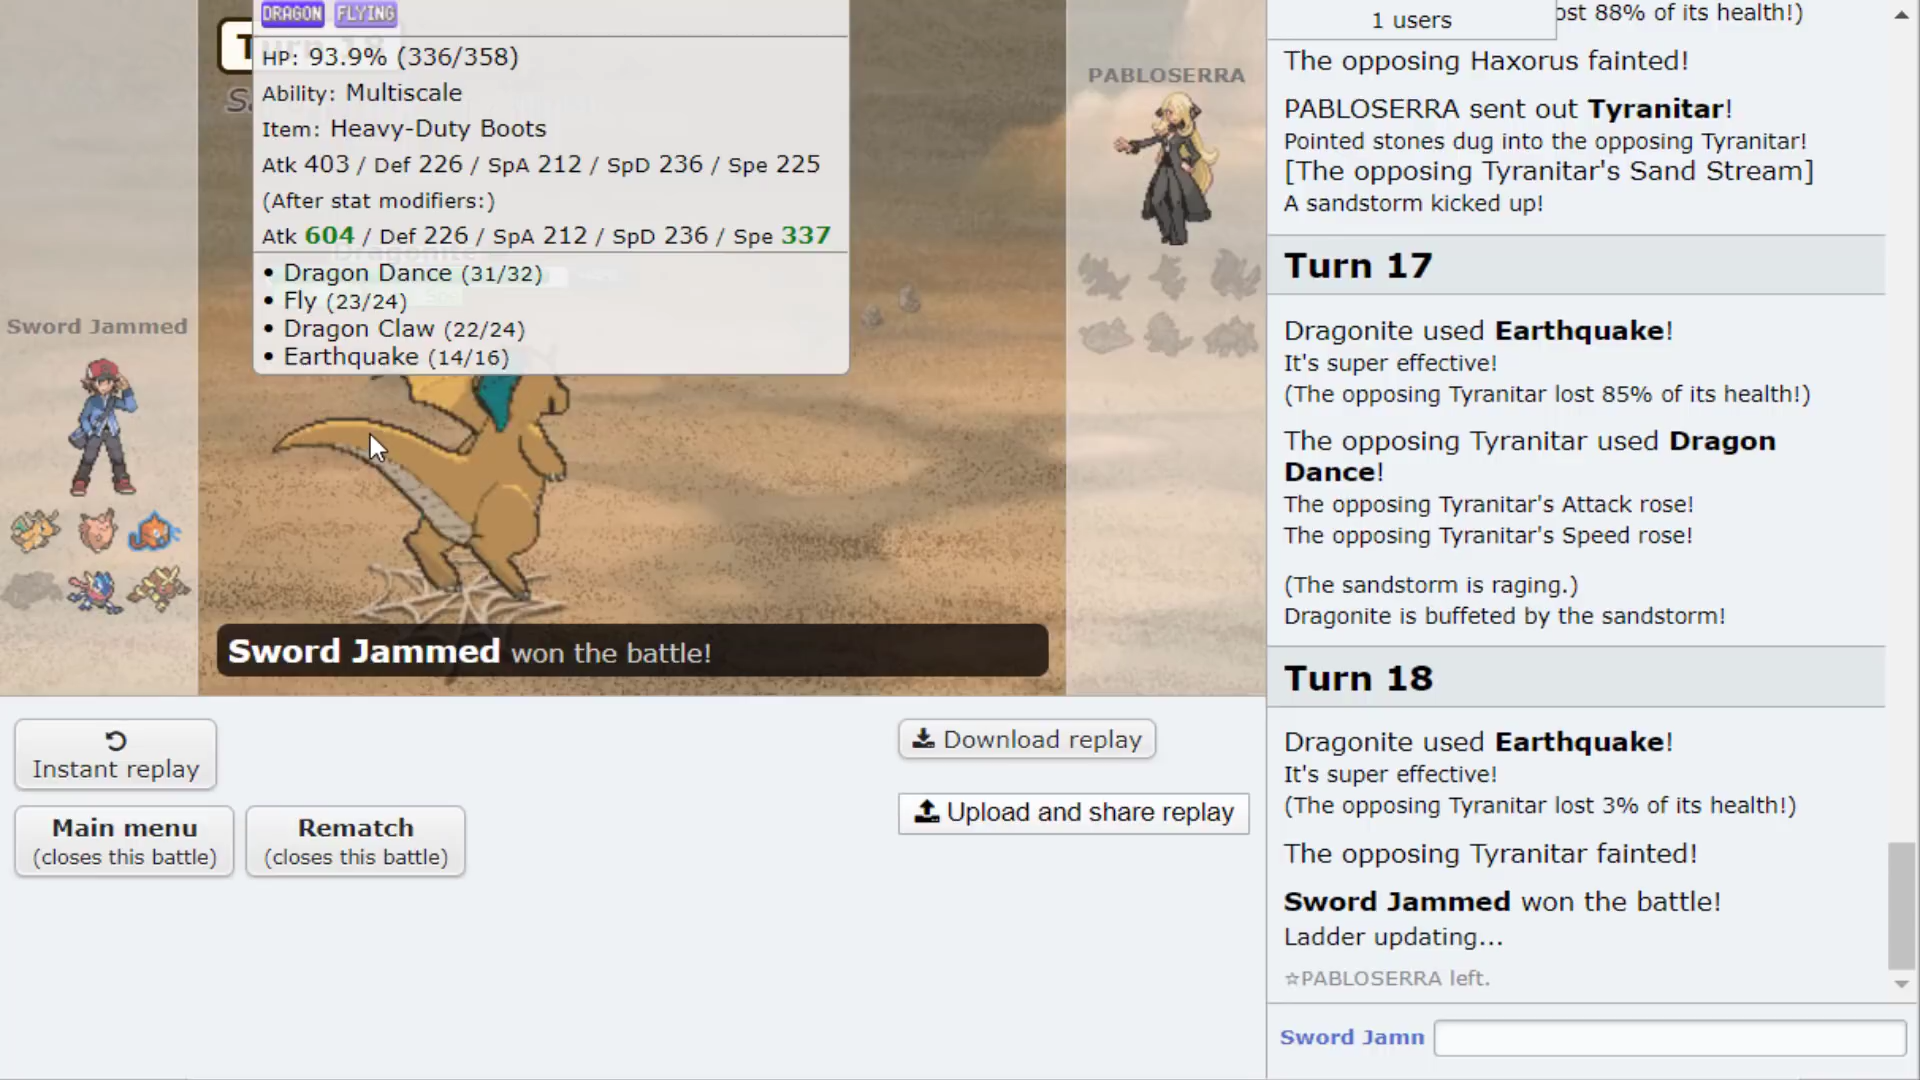 DRAGON FLYING
HP: 93.9% (336/358)
Ability: Multiscale
Item: Heavy-Duty Boots
Atk 403 / Def 226 / SpA 212 / SpD 236 / Spe 225
(After stat modifiers:)
Atk 604 / Def 226 / SpA 212 / SpD 236 / Spe 337
• Dragon Dance (31/32)
• Fly (23/24)
• Dragon Claw (22/24)
• Earthquake (14/16)
Turn 18
Dragonite
Sword Jammed
PABLOSERRA
Sword Jammed won the battle!
Instant replay
Main menu
(closes this battle)
Rematch
(closes this battle)
Download replay
Upload and share replay
1 users
ost 88% of its health!)
The opposing Haxorus fainted!
PABLOSERRA sent out Tyranitar!
Pointed stones dug into the opposing Tyranitar!
[The opposing Tyranitar's Sand Stream]
A sandstorm kicked up!
Turn 17
Dragonite used Earthquake!
It's super effective!
(The opposing Tyranitar lost 85% of its health!)
The opposing Tyranitar used Dragon
Dance!
The opposing Tyranitar's Attack rose!
The opposing Tyranitar's Speed rose!
(The sandstorm is raging.)
Dragonite is buffeted by the sandstorm!
Turn 18
Dragonite used Earthquake!
It's super effective!
(The opposing Tyranitar lost 3% of its health!)
The opposing Tyranitar fainted!
Sword Jammed won the battle!
Ladder updating...
☆PABLOSERRA left.
Sword Jamn